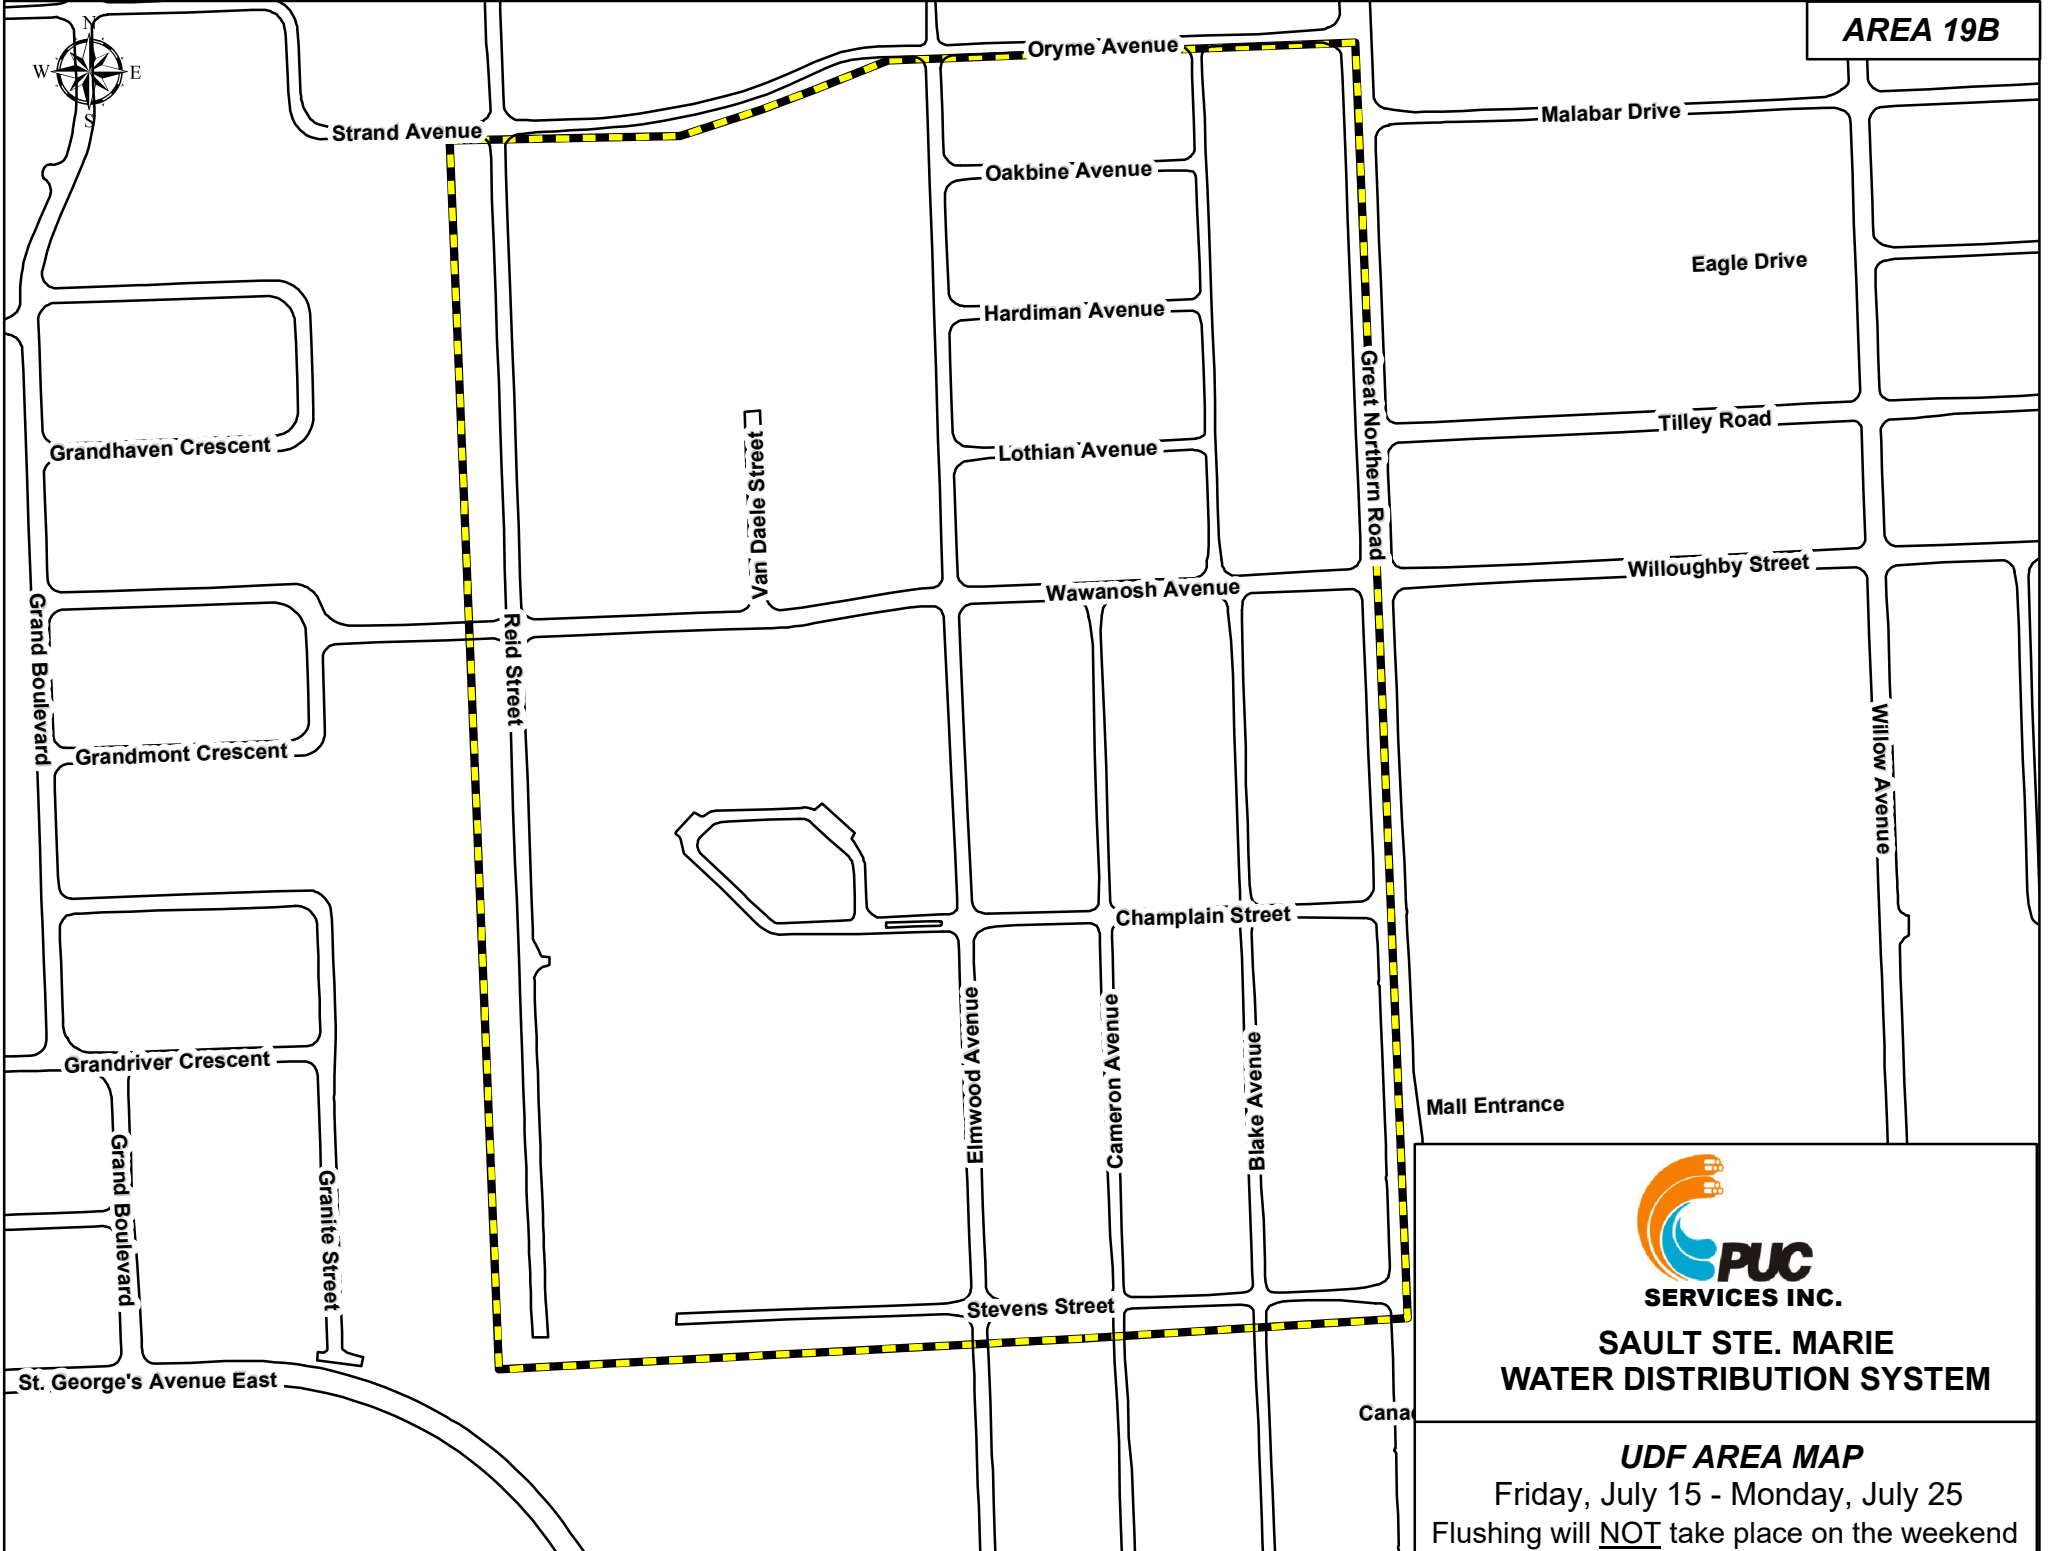 AREA 19B
N
W E
S
Oryme Avenue
Strand Avenue
Malabar Drive
Oakbine Avenue
Eagle Drive
Hardiman Avenue
Great Northern Road
Tilley Road
Grandhaven Crescent
Van Daele Street
Lothian Avenue
Willoughby Street
Wawanosh Avenue
Grand Boulevard
Reid Street
Grandmont Crescent
Willow Avenue
Champlain Street
Elmwood Avenue
Cameron Avenue
Blake Avenue
Grandriver Crescent
Mall Entrance
Grand Boulevard
Granite Street
Stevens Street
St. George's Avenue East
Cana
PUC
SERVICES INC.
SAULT STE. MARIE
WATER DISTRIBUTION SYSTEM
UDF AREA MAP
Friday, July 15 - Monday, July 25
Flushing will NOT take place on the weekend